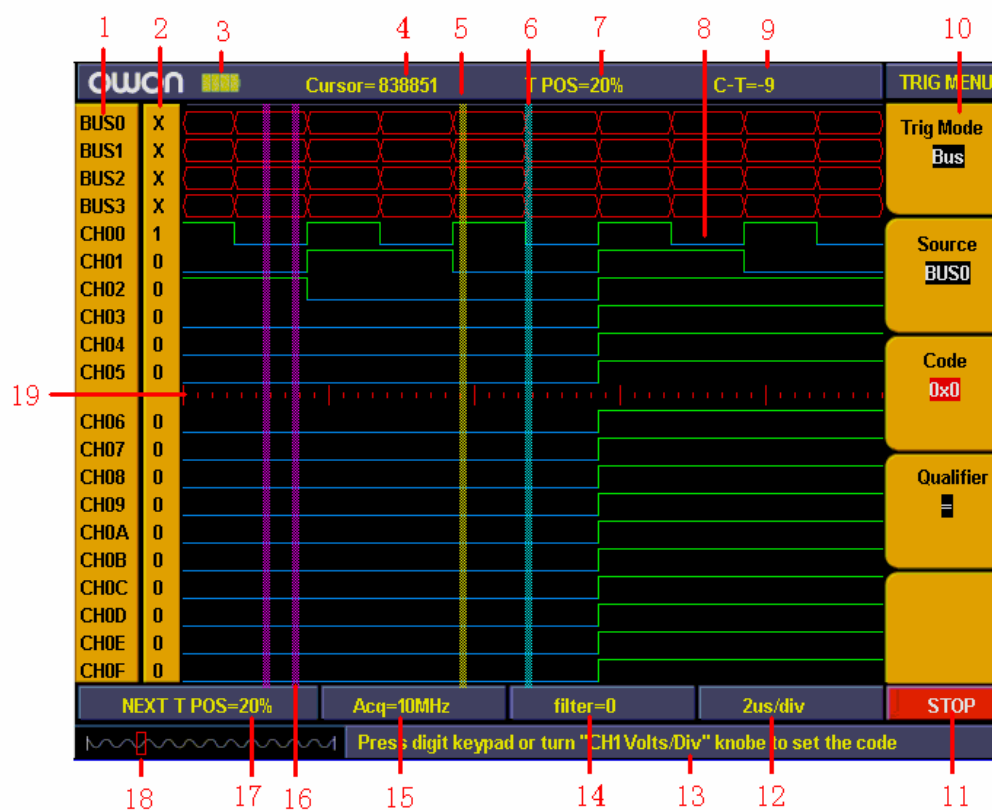 1 2 3 4 5 6 7 8 9 10
OWON Cursor=838851 T POS=20% C-T=-9 TRIG MENU
BUS0 X
BUS1 X
BUS2 X
BUS3 X
CH00 1
CH01 0
CH02 0
CH03 0
CH04 0
CH05 0
19
CH06 0
CH07 0
CH08 0
CH09 0
CH0A 0
CH0B 0
CH0C 0
CH0D 0
CH0E 0
CH0F 0
Trig Mode
Bus
Source
BUS0
Code
0x0
Qualifier
=
NEXT T POS=20% Acq=10MHz filter=0 2us/div STOP
Press digit keypad or turn "CH1 Volts/Div" knobe to set the code
18 17 16 15 14 13 12 11